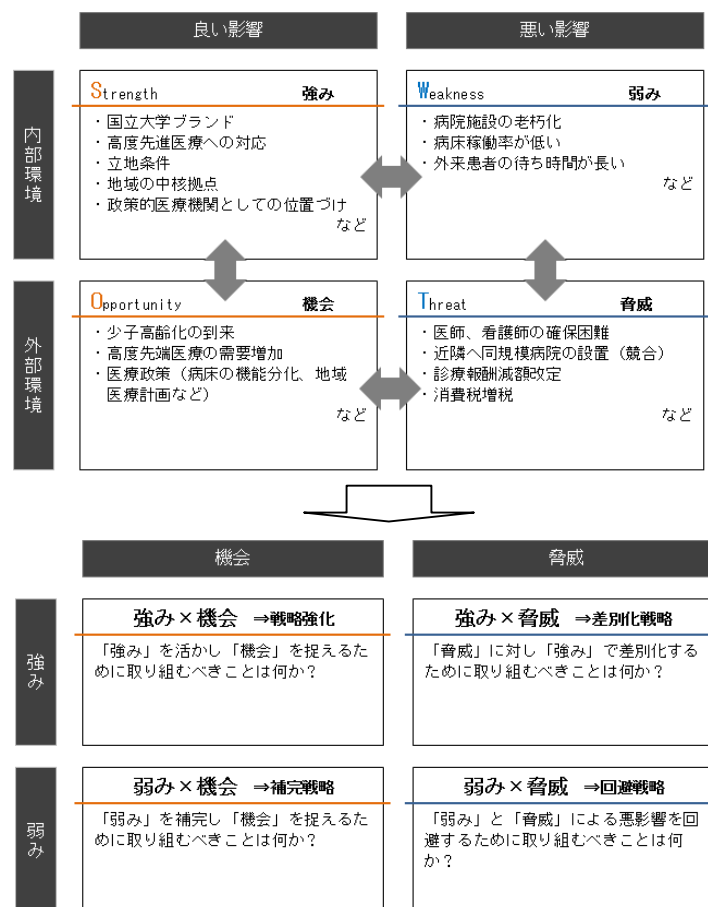 良い影響
悪い影響
内部環境
Strength 強み
・国立大学ブランド
・高度先進医療への対応
・立地条件
・地域の中核拠点
・政策的医療機関としての位置づけ
など
Weakness 弱み
・病院施設の老朽化
・病床稼働率が低い
・外来患者の待ち時間が長い
など
外部環境
Opportunity 機会
・少子高齢化の到来
・高度先端医療の需要増加
・医療政策（病床の機能分化、地域
医療計画など）
など
Threat 脅威
・医師、看護師の確保困難
・近隣へ同規模病院の設置（競合）
・診療報酬減額改定
・消費税増税
など
機会
脅威
強み
強み×機会 ⇒戦略強化
「強み」を活かし「機会」を捉えるた
めに取り組むべきことは何か？
強み×脅威 ⇒差別化戦略
「脅威」に対し「強み」で差別化する
ために取り組むべきことは何か？
弱み
弱み×機会 ⇒補完戦略
「弱み」を補完し「機会」を捉えるた
めに取り組むべきことは何か？
弱み×脅威 ⇒回避戦略
「弱み」と「脅威」による悪影響を回
避するために取り組むべきことは何
か？